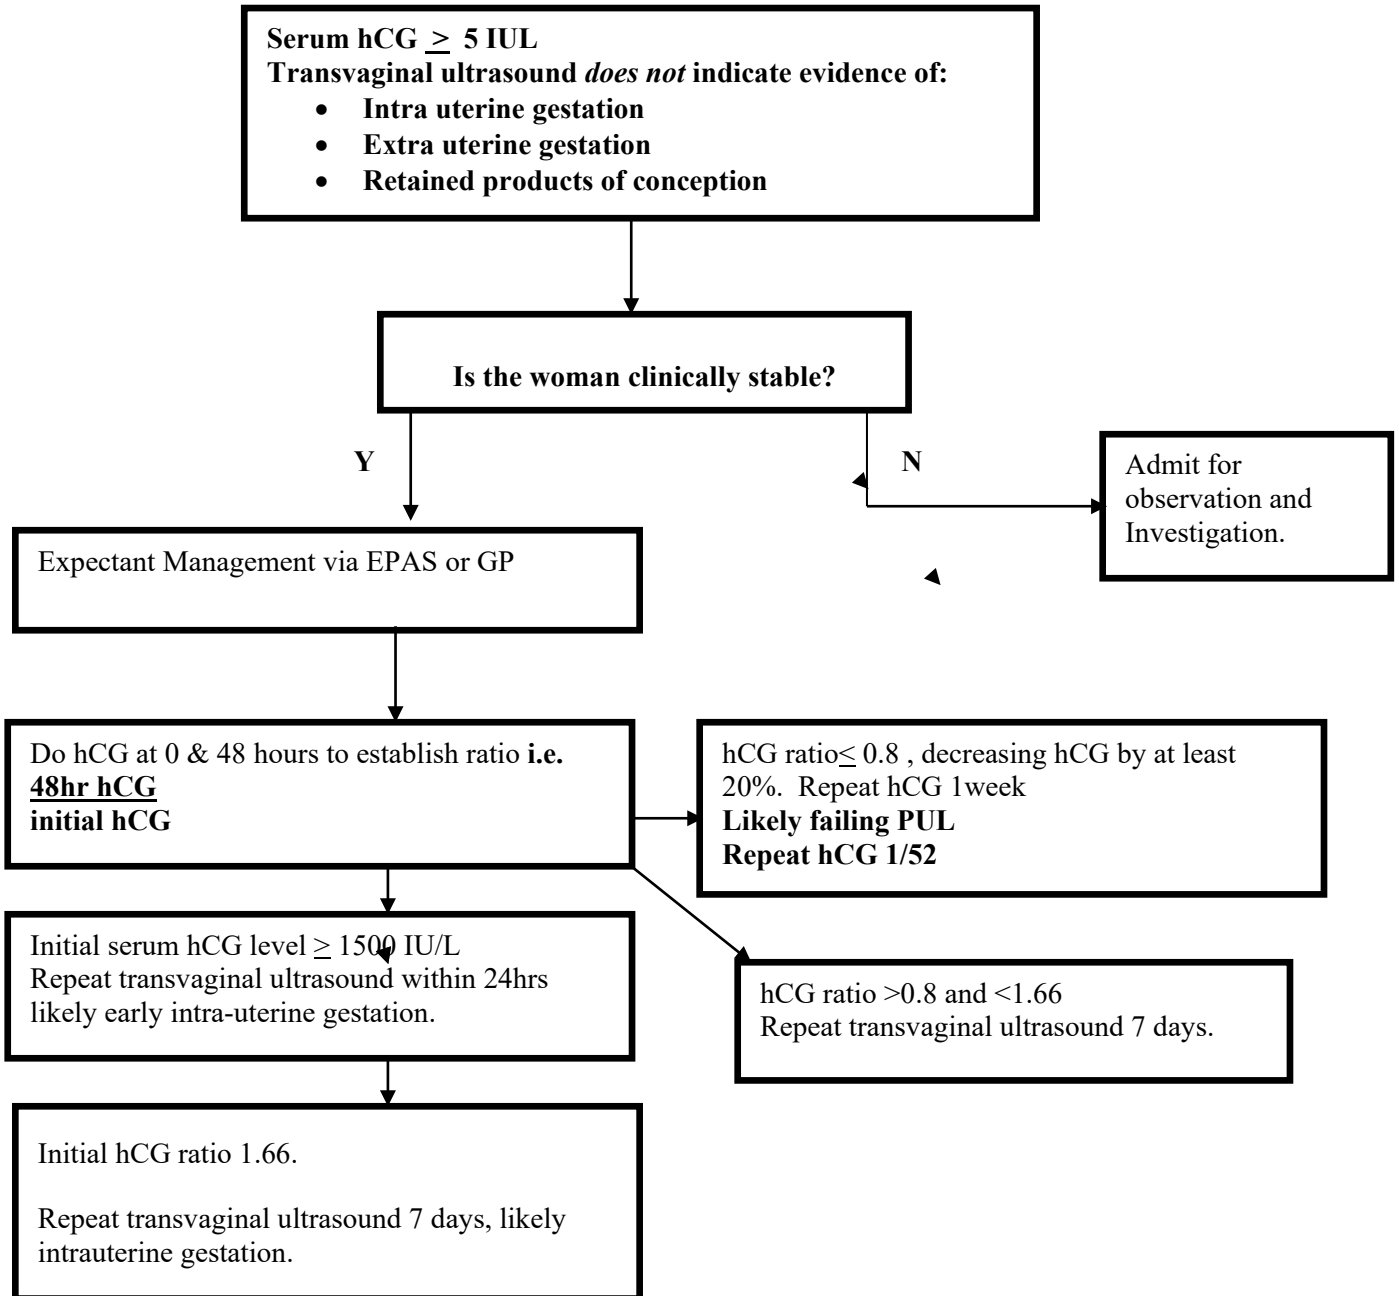 Serum hCG ≥ 5 IUL
Transvaginal ultrasound does not indicate evidence of:
• Intra uterine gestation
• Extra uterine gestation
• Retained products of conception
Is the woman clinically stable?
Y
N
Admit for
observation and
Investigation.
Expectant Management via EPAS or GP
Do hCG at 0 & 48 hours to establish ratio i.e.
48hr hCG
initial hCG
hCG ratio≤ 0.8 , decreasing hCG by at least
20%. Repeat hCG 1week
Likely failing PUL
Repeat hCG 1/52
Initial serum hCG level ≥ 1500 IU/L
Repeat transvaginal ultrasound within 24hrs
likely early intra-uterine gestation.
hCG ratio >0.8 and <1.66
Repeat transvaginal ultrasound 7 days.
Initial hCG ratio 1.66.
Repeat transvaginal ultrasound 7 days, likely
intrauterine gestation.